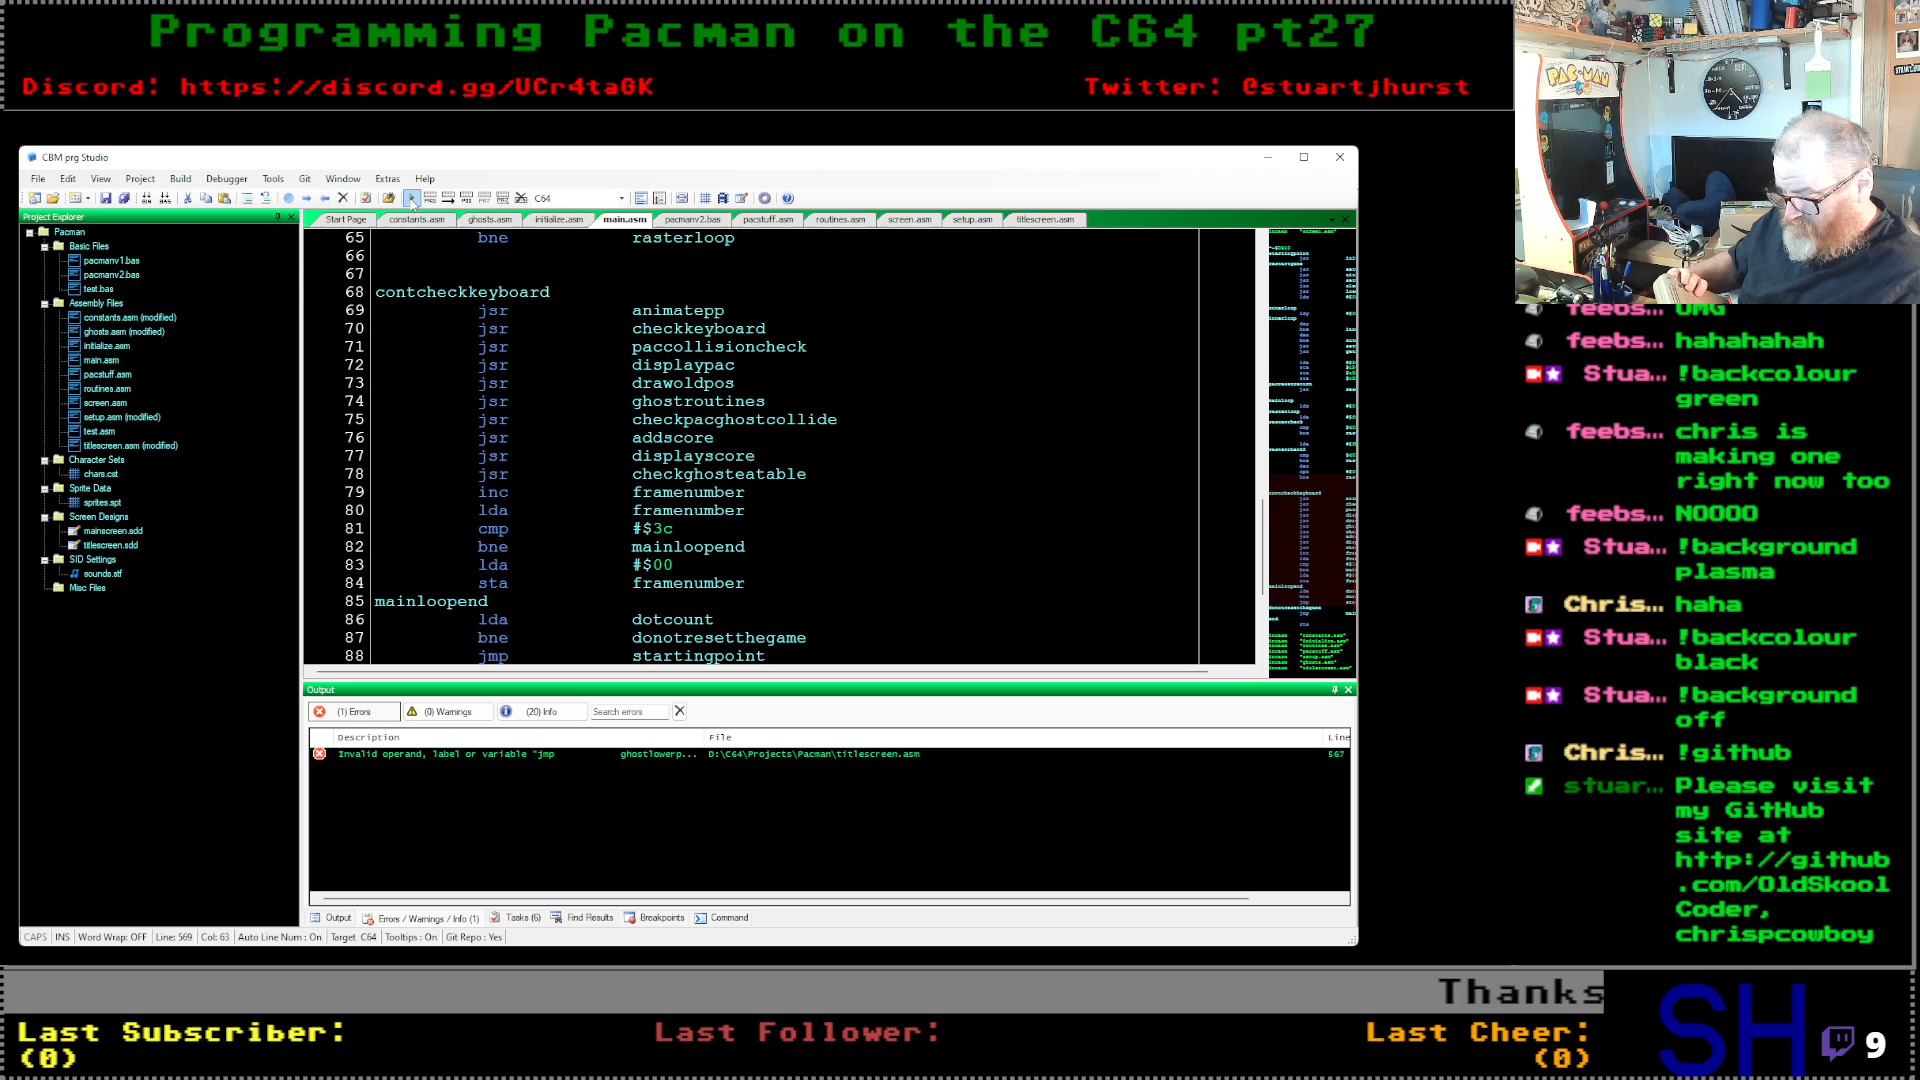 Programming Pacman on the C64 pt27
Discord: https://discord.gg/UCr4taGK
Twitter: @stuartjhurst
PAC-MAN
CBM prg Studio
File Edit View Project Build Debugger Tools Git Extras Window Help
C64
Project Explorer
Start Page constants.asm ghosts.asm initialize.asm main.asm pacmanv2.bas pacstuff.asm routines.asm screen.asm setup.asm titlescreen.asm
Pacman
Basic Files
pacmanv1.bas
pacmanv2.bas
test.bas
Assembly Files
constants.asm (modified)
ghosts.asm (modified)
initialize.asm
main.asm
pacstuff.asm
routines.asm
screen.asm
setup.asm (modified)
test.asm
titlescreen.asm (modified)
Character Sets
chars.cst
Sprite Data
sprites.spt
Screen Designs
mainscreen.sdd
titlescreen.sdd
SID Settings
sounds.stf
Misc Files
65 bne rasterloop
66
67
68 contcheckkeyboard
69 jsr animatepp
70 jsr checkkeyboard
71 jsr paccollisioncheck
72 jsr displaypac
73 jsr drawoldpos
74 jsr ghostroutines
75 jsr checkpacghostcollide
76 jsr addscore
77 jsr displayscore
78 jsr checkghosteatable
79 inc framenumber
80 lda framenumber
81 cmp #$3c
82 bne mainloopend
83 lda #$00
84 sta framenumber
85 mainloopend
86 lda dotcount
87 bne donotresetthegame
88 jmp startingpoint
Output
(1) Errors (0) Warnings (20) Info Search errors
Description File Line
Invalid operand, label or variable "jmp ghostlowerp... D:\C64\Projects\Pacman\titlescreen.asm 567
Output Errors / Warnings / Info (1) Tasks (6) Find Results Breakpoints Command
CAPS INS Word Wrap: OFF Line: 569 Col: 63 Auto Line Num : On Target C64 Tooltips : On Git Repo : Yes
feebs... OMG
feebs... hahahahah
Stua... !backcolour
green
feebs... chris is
making one
right now too
feebs... NOOOO
Stua... !background
plasma
Chris... haha
Stua... !backcolour
black
Stua... !background
off
Chris... !github
stuar... Please visit
my GitHub
site at
http://github
.com/OldSkool
Coder,
chrispcowboy
Thanks
Last Subscriber:
(0)
Last Follower:
Last Cheer:
(0)
SH
9